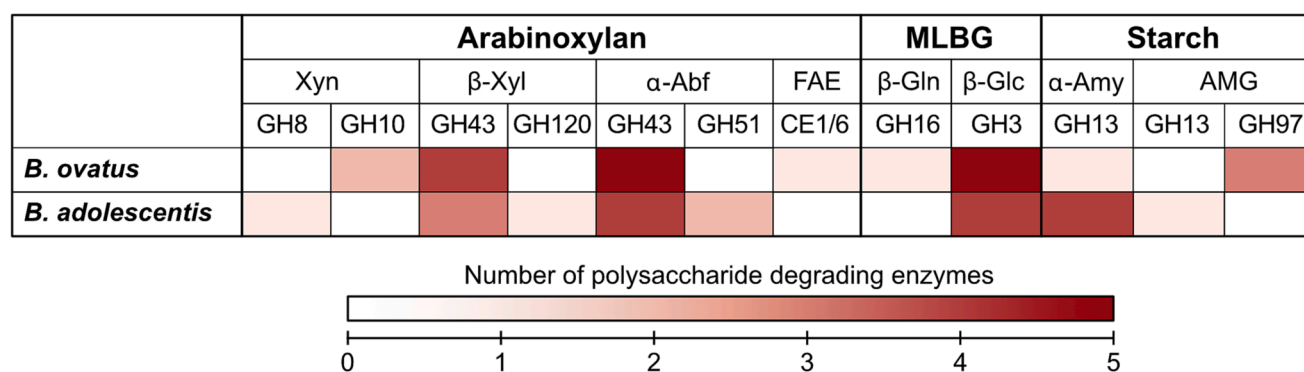 Arabinoxylan MLBG Starch
Xyn β-Xyl α-Abf FAE β-Gln β-Glc α-Amy AMG
GH8 GH10 GH43 GH120 GH43 GH51 CE1/6 GH16 GH3 GH13 GH13 GH97
B. ovatus
B. adolescentis
Number of polysaccharide degrading enzymes
0 1 2 3 4 5